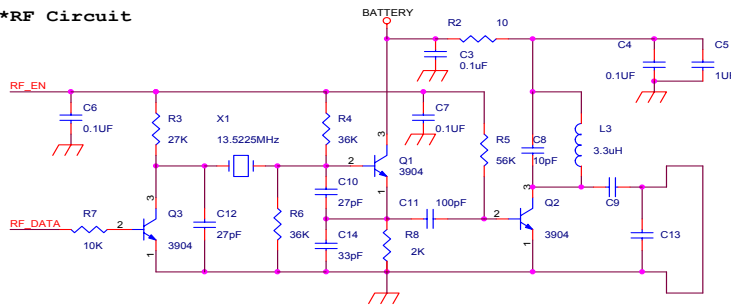 *RF Circuit
BATTERY
R2 10
C3
0.1uF
C4
0.1UF
C5
1UF
RF_EN
C6
0.1UF
R3
27K
X1
13.5225MHz
R4
36K
C7
0.1UF
R5
56K
C8
10pF
L3
3.3uH
3
2
1
Q1
3904
C10
27pF
C11 100pF
C9
RF_DATA
R7
10K
2
3
1
Q3
3904
C12
27pF
R6
36K
C14
33pF
R8
2K
2
3
1
Q2
3904
C13